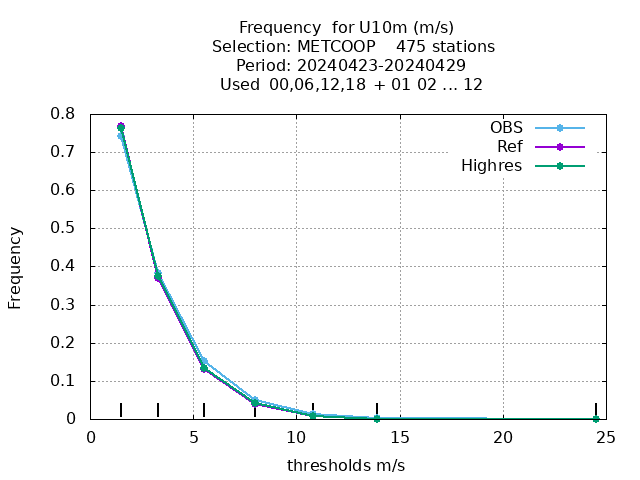 Frequency  for U10m (m/s)
Selection: METCOOP    475 stations
Period: 20240423-20240429
Used  00,06,12,18  + 01 02 ... 12
OBS
Ref
Highres
0.8
0.7
0.6
0.5
0.4
0.3
0.2
0.1
0
Frequency
0 5 10 15 20 25
thresholds m/s